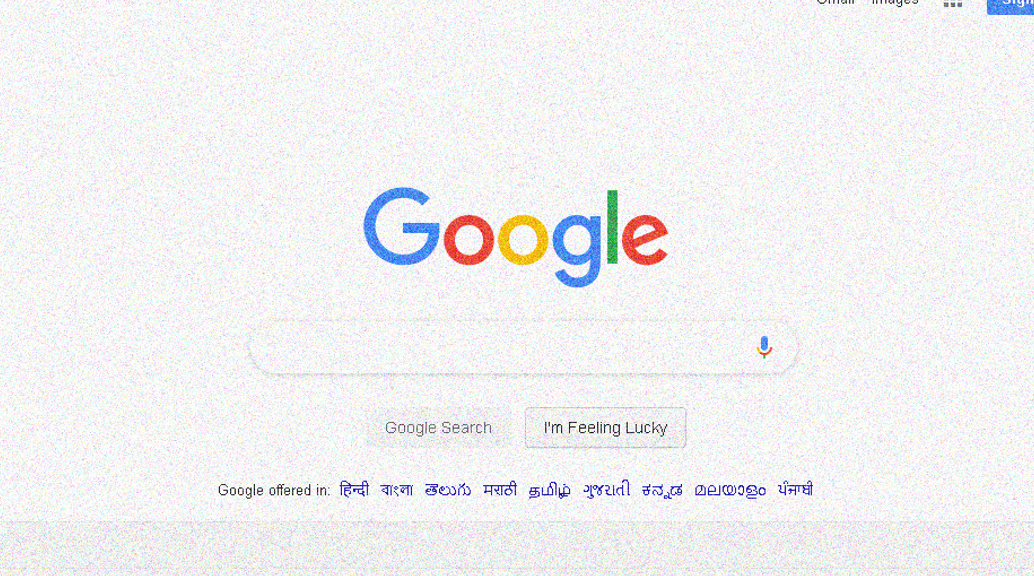 Gmail Images Sign
Google
Google Search I'm Feeling Lucky
Google offered in: हिन्दी বাংলা తెలుగు मराठी தமிழ் ગુજરાતી ಕನ್ನಡ മലയാളം ਪੰਜਾਬੀ